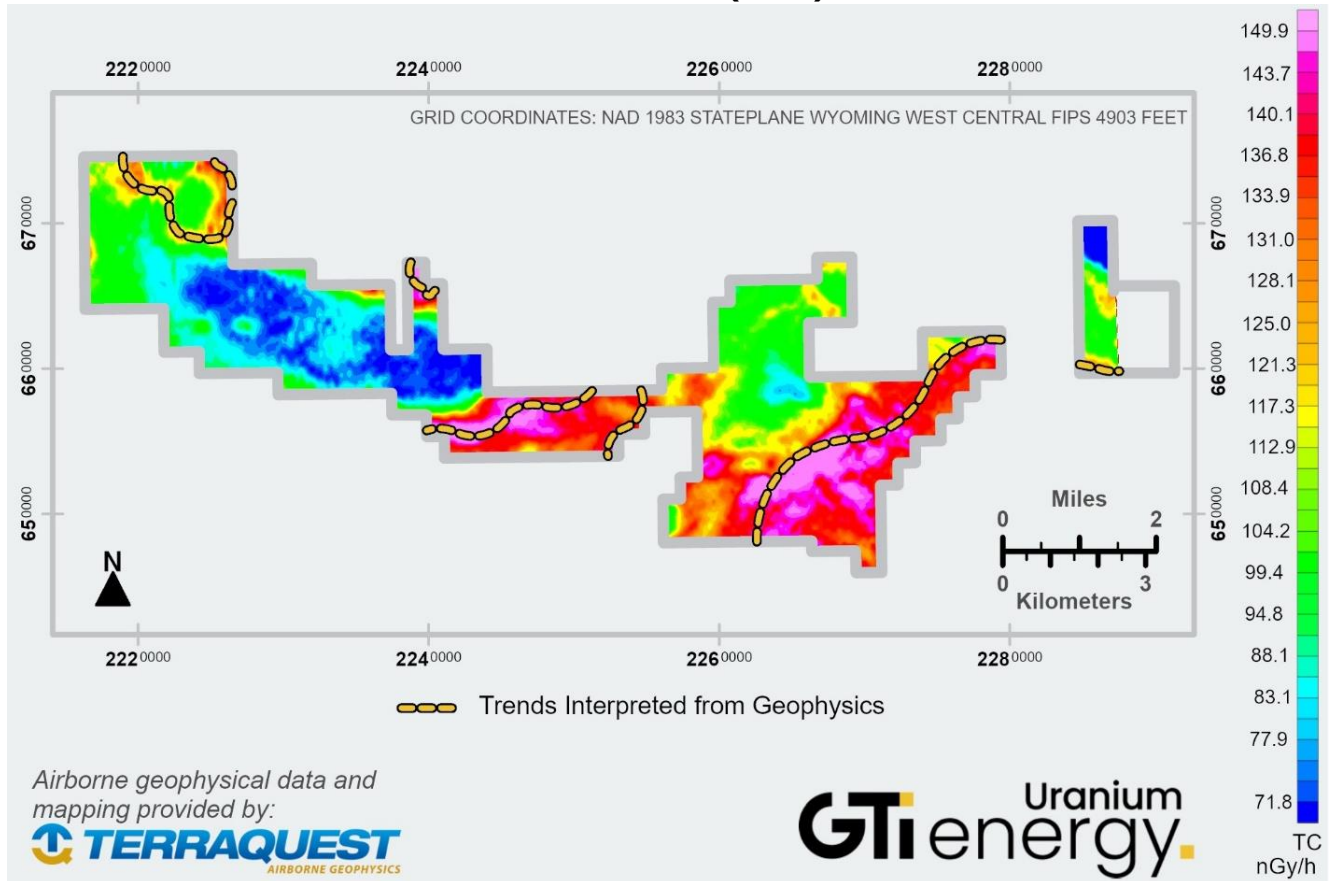 149.9
143.7
140.1
136.8
133.9
131.0
128.1
125.0
121.3
117.3
112.9
108.4
104.2
99.4
94.8
88.1
83.1
77.9
71.8
TC
nGy/h
2220000 2240000 2260000 2280000
GRID COORDINATES: NAD 1983 STATEPLANE WYOMING WEST CENTRAL FIPS 4903 FEET
670000 670000
660000 660000
650000 650000
Miles
0 2
0 3
Kilometers
N
2220000 2240000 2260000 2280000
Trends Interpreted from Geophysics
Airborne geophysical data and
mapping provided by:
TERRAQUEST
AIRBORNE GEOPHYSICS
Uranium
GTi energy.